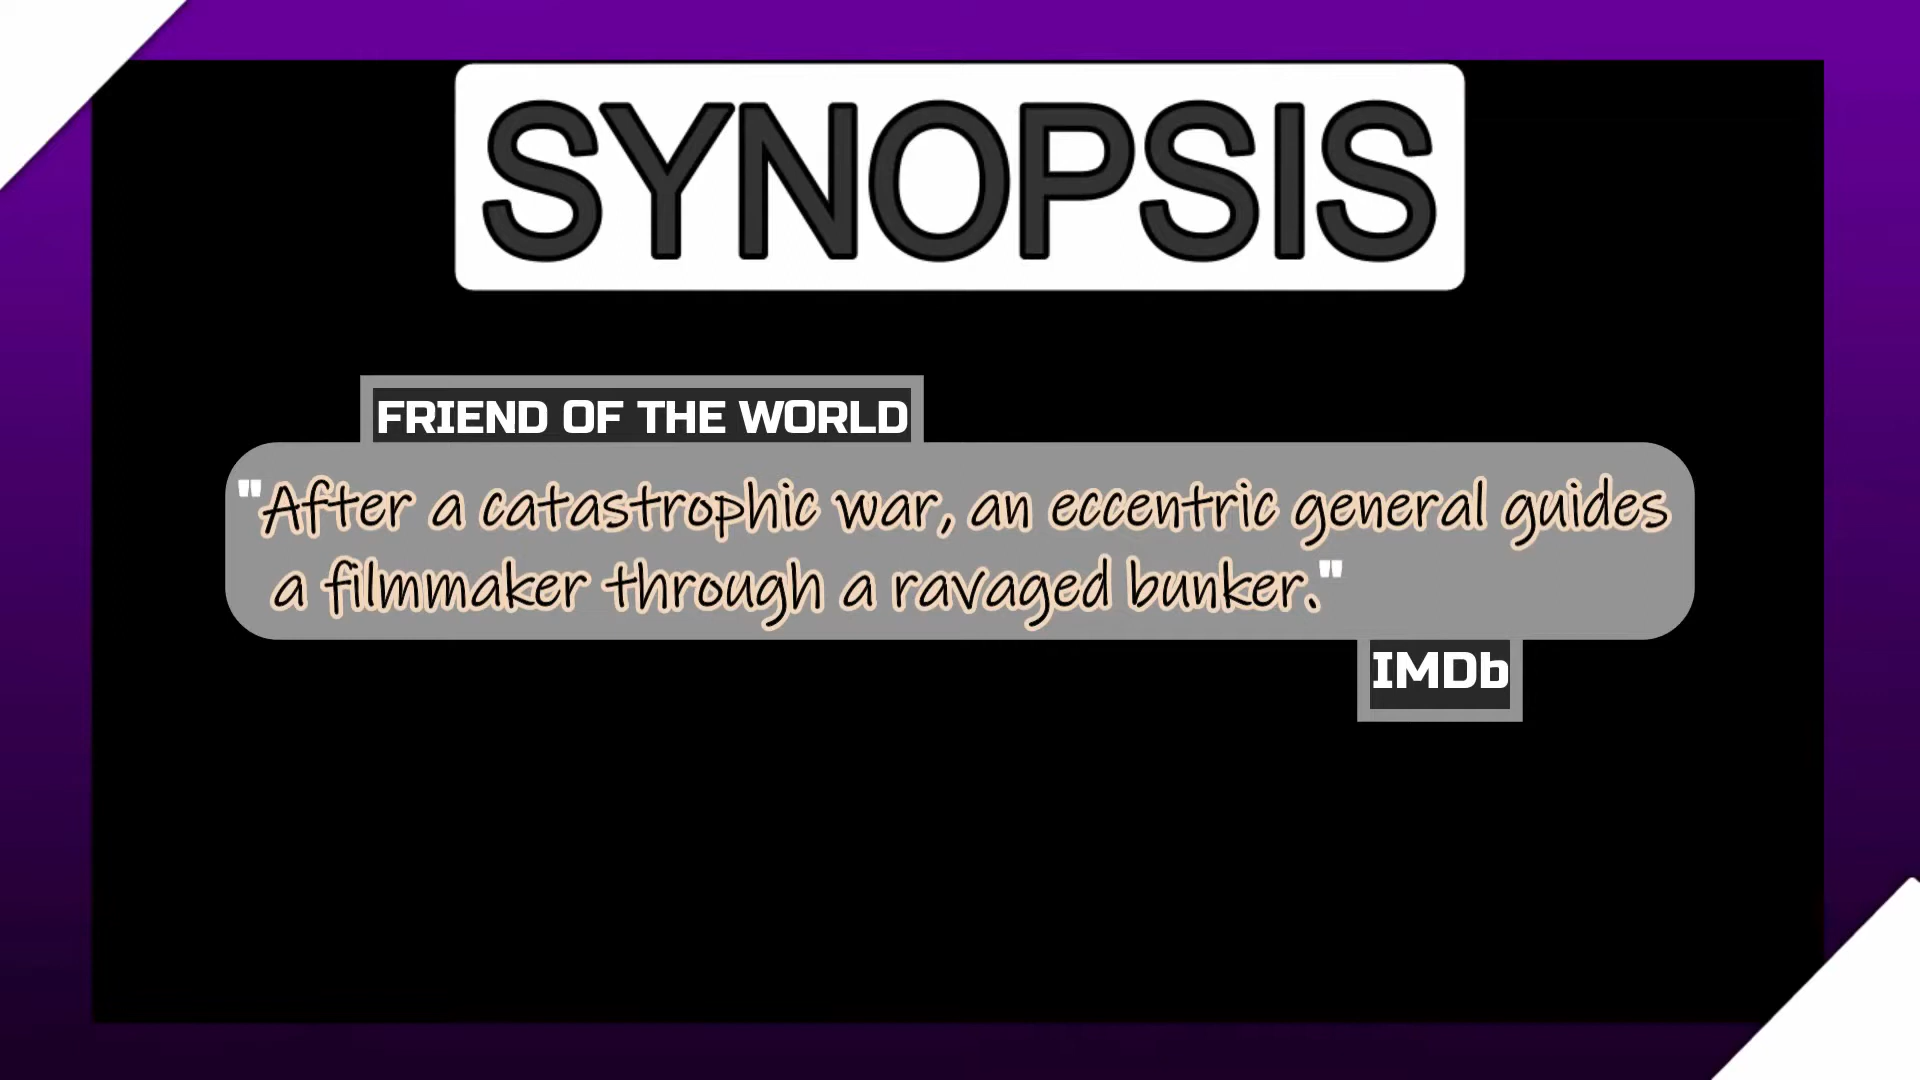 SYNOPSIS
FRIEND OF THE WORLD
"After a catastrophic war, an eccentric general guides
a filmmaker through a ravaged bunker."
IMDb